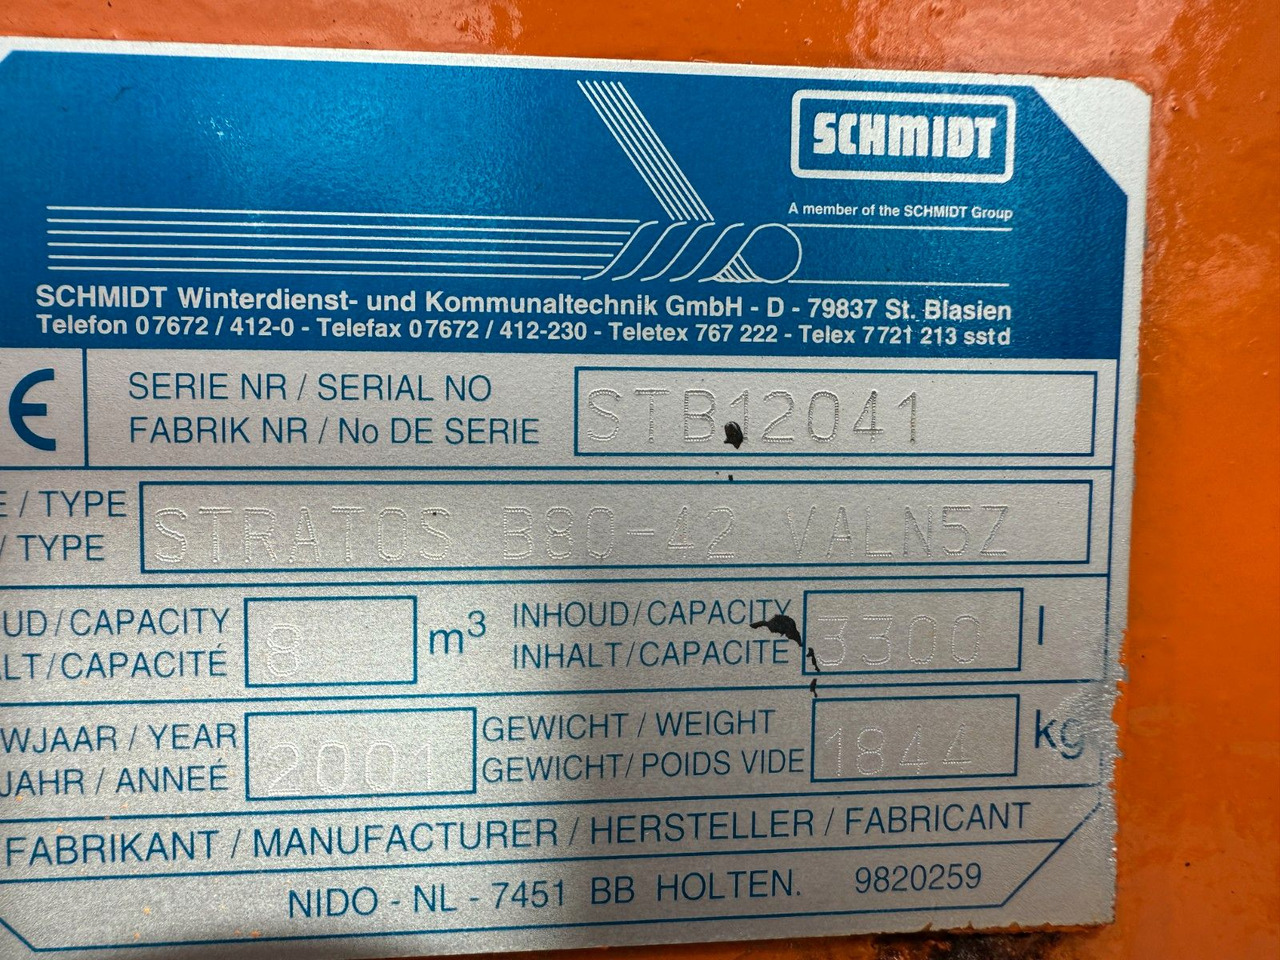 SCHMIDT
A member of the SCHMIDT Group
SCHMIDT Winterdienst- und Kommunaltechnik GmbH - D - 79837 St. Blasien
Telefon 07672 / 412-0 - Telefax 07672 / 412-230 - Teletex 767 222 - Telex 7 721 213 sst d
SERIE NR / SERIAL NO
FABRIK NR / No DE SERIE
STB12041
E / TYPE
/ TYPE
STRATOS B80-42 VALN5Z
UD / CAPACITY
LT / CAPACITÉ
8 m³
INHOUD / CAPACITY
INHALT / CAPACITE
3300 l
WJAAR / YEAR
JAHR / ANNEÉ
2001
GEWICHT / WEIGHT
GEWICHT / POIDS VIDE
1844 kg
FABRIKANT / MANUFACTURER / HERSTELLER / FABRICANT
NIDO - NL - 7451 BB HOLTEN. 9820259